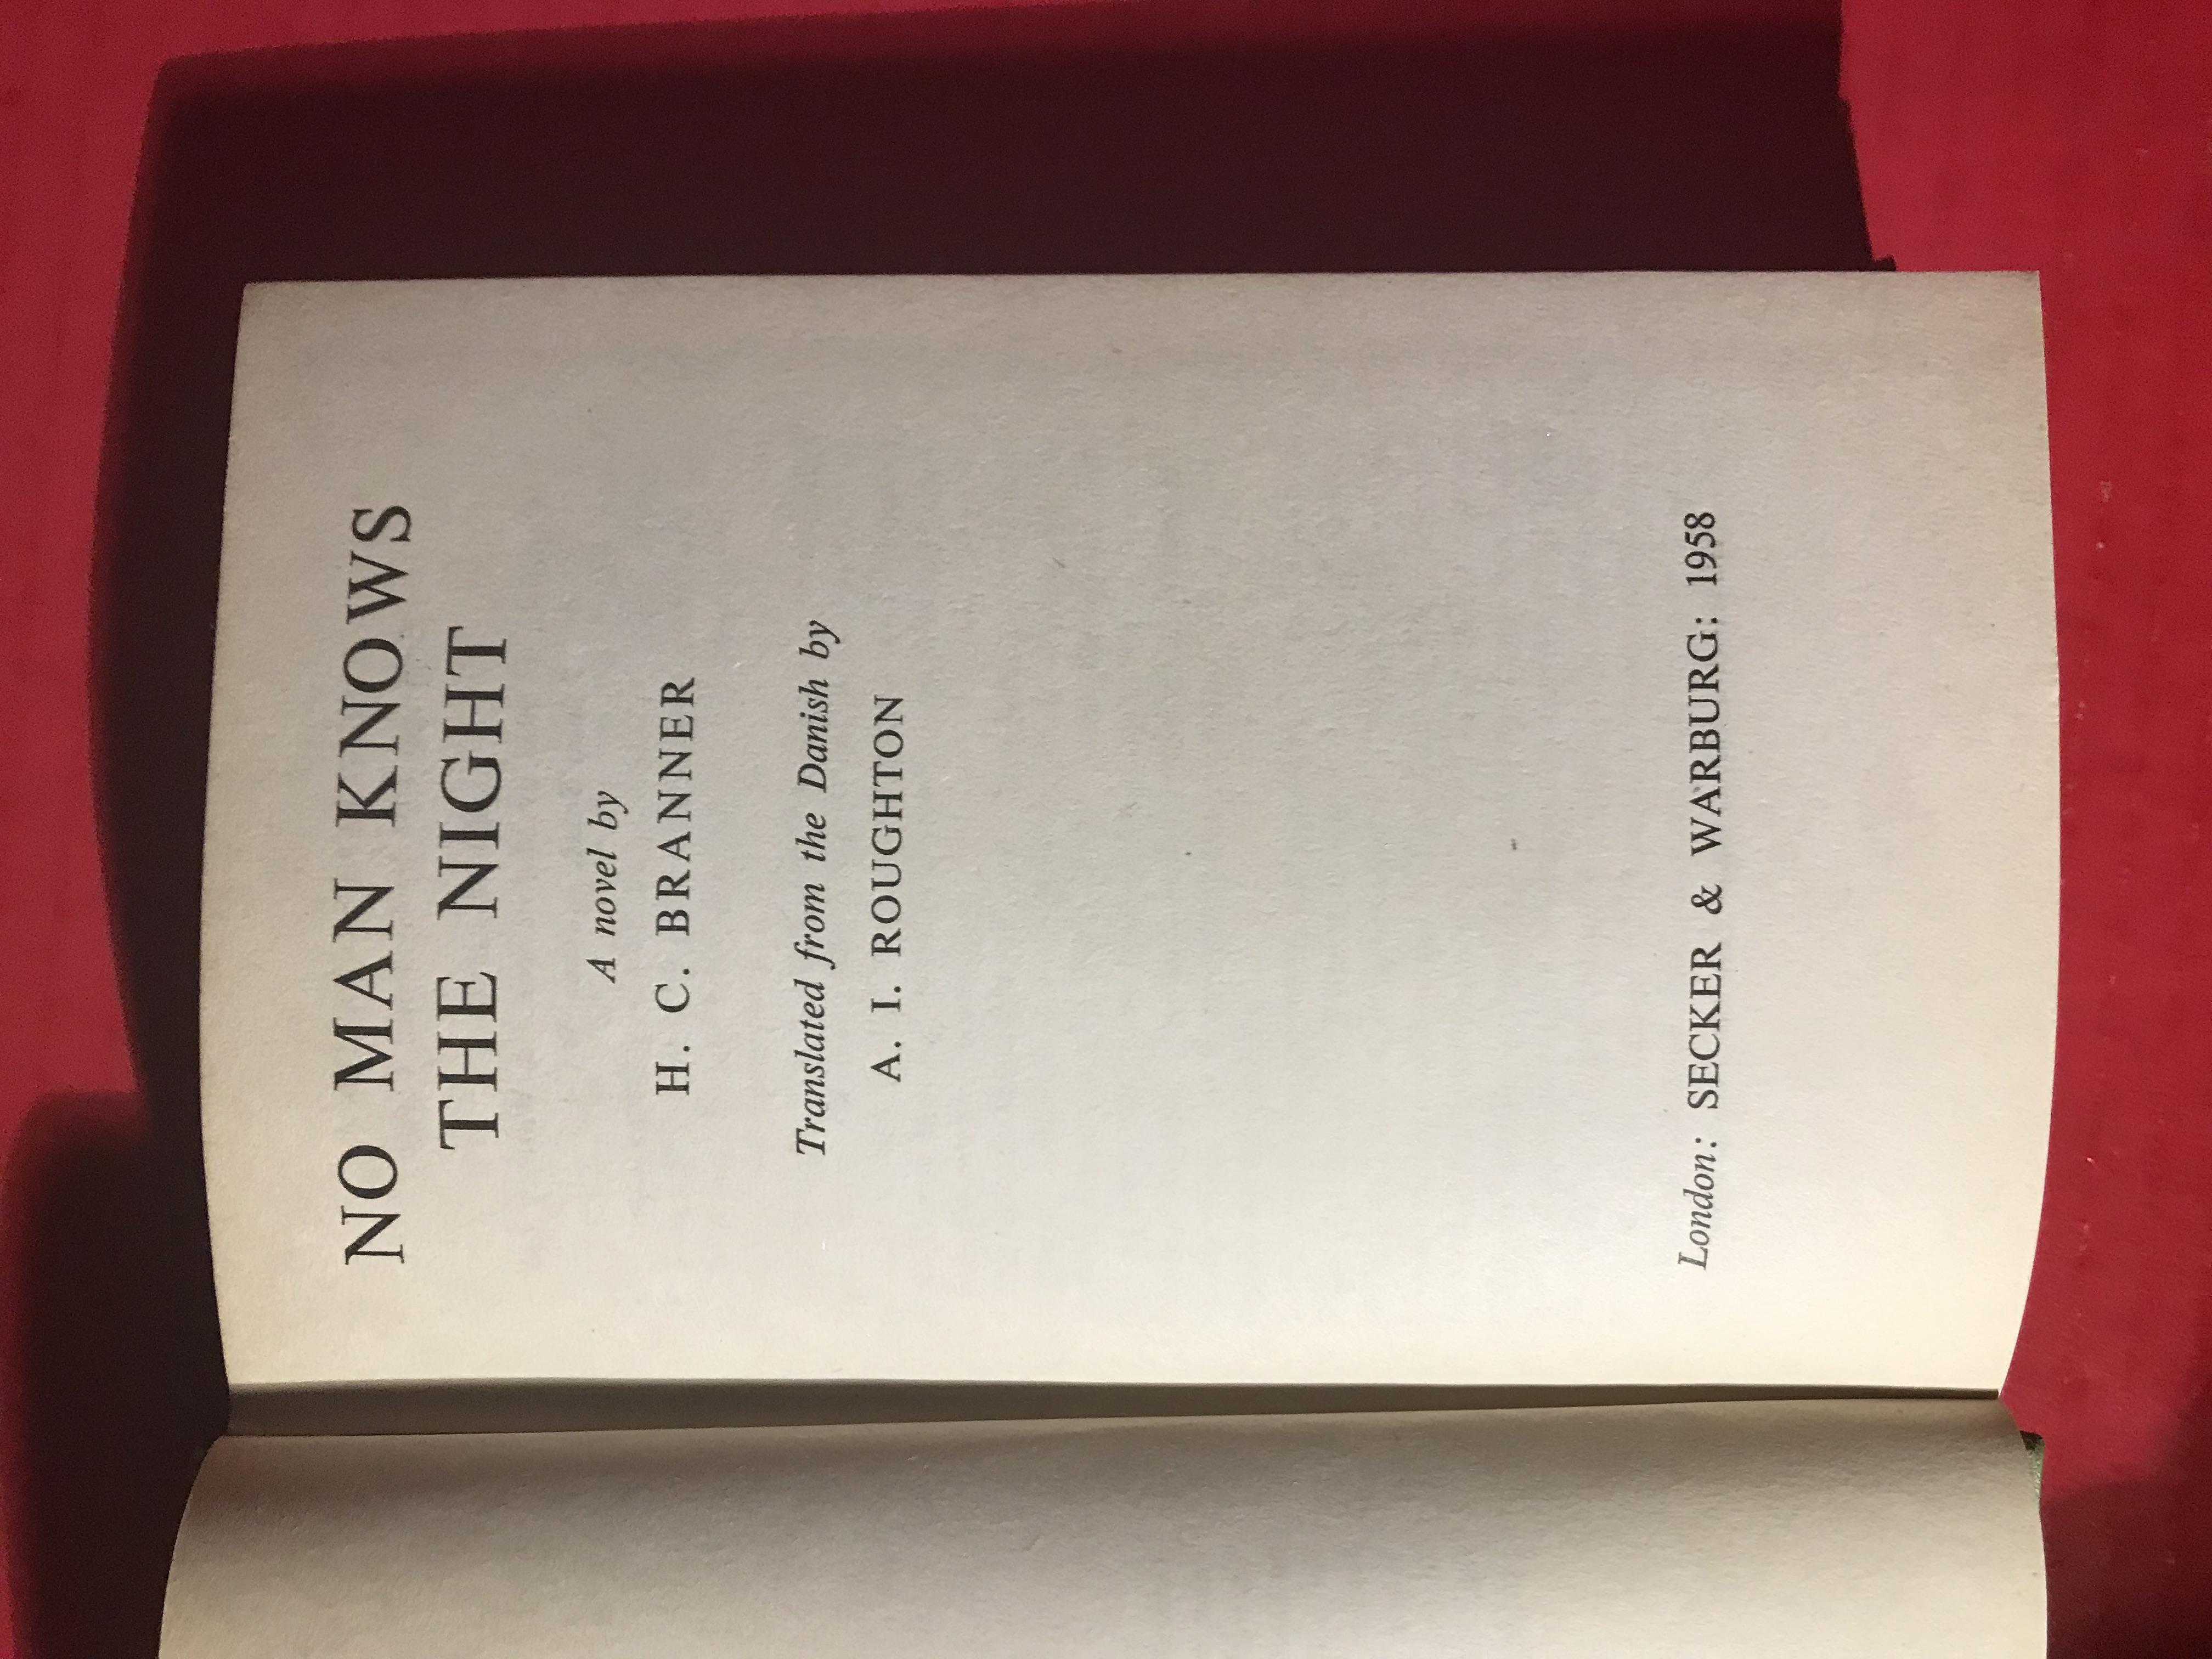 NO MAN KNOWS
THE NIGHT
A novel by
H. C. BRANNER
Translated from the Danish by
A. I. ROUGHTON
London: SECKER & WARBURG: 1958